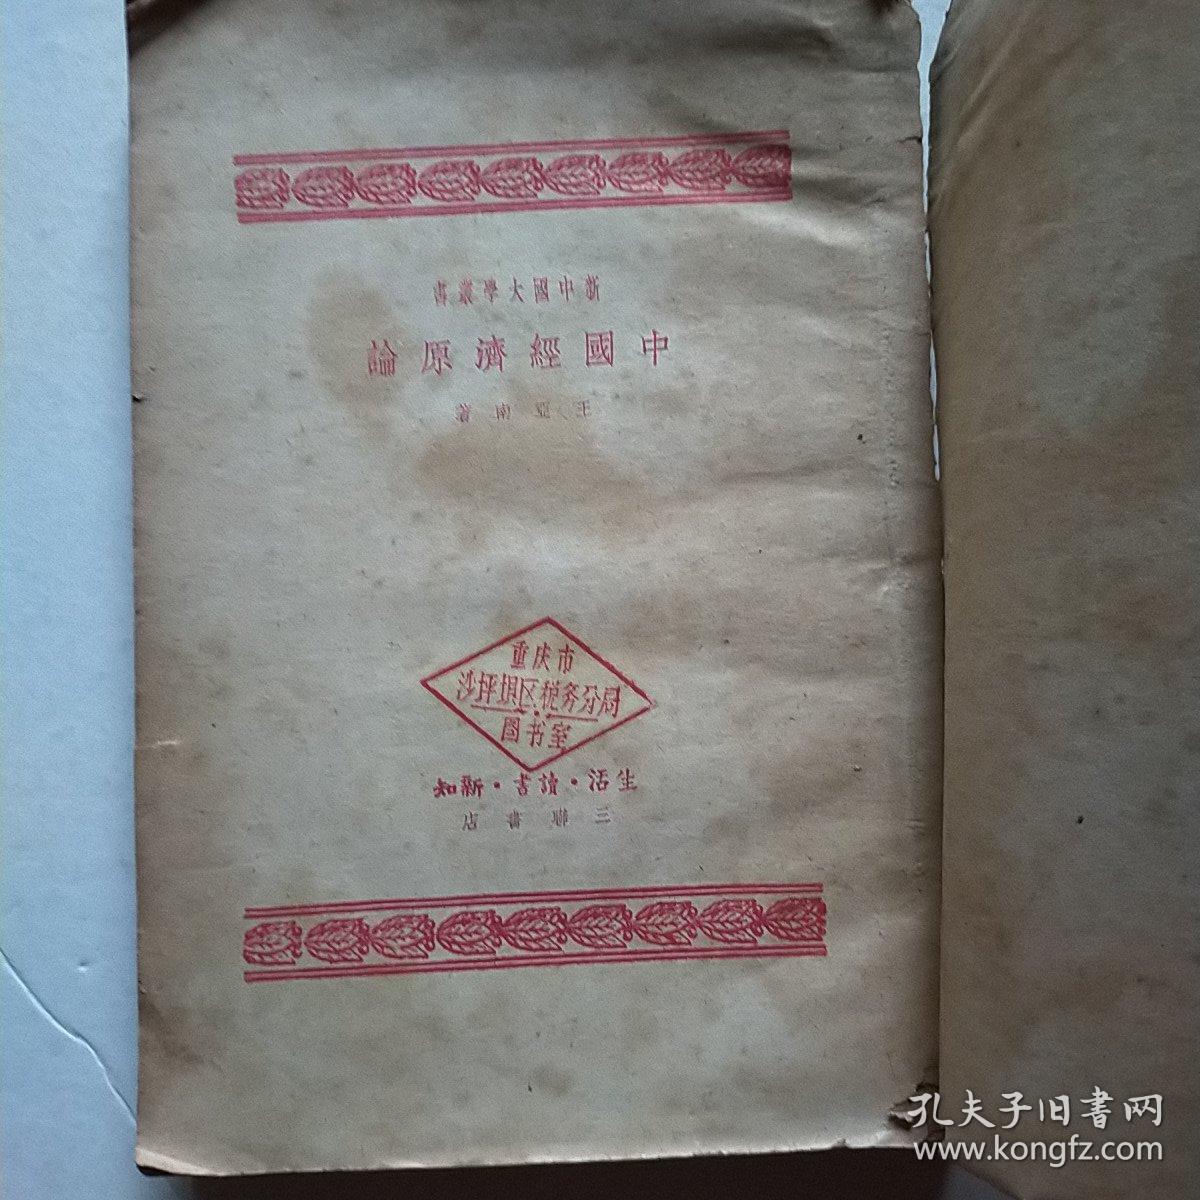 新中國大學叢書
中國經濟原論
王亞南著
重庆市
沙坪垻区税务分局
图书室
生活·讀書·新知
三聯書店
孔夫子旧書网
www.kongfz.com